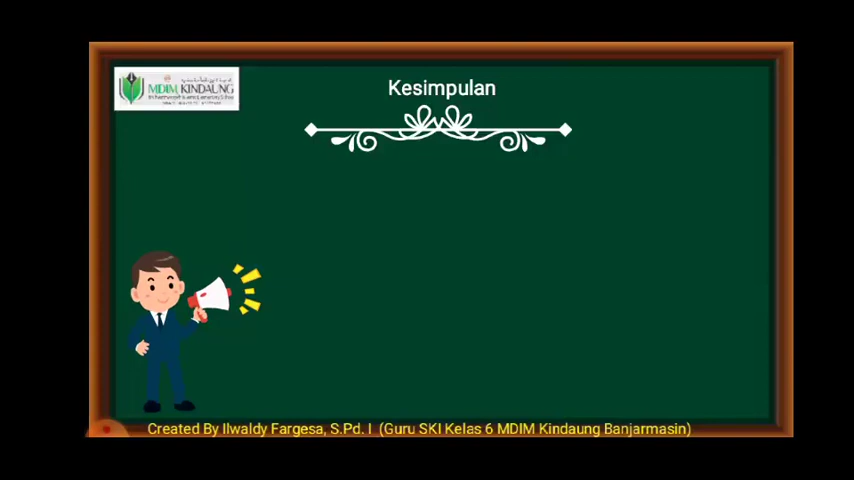 MDIM KINDAUNG
Kesimpulan
Created By Ilwaldy Fargesa, S.Pd. I (Guru SKI Kelas 6 MDIM Kindaung Banjarmasin)